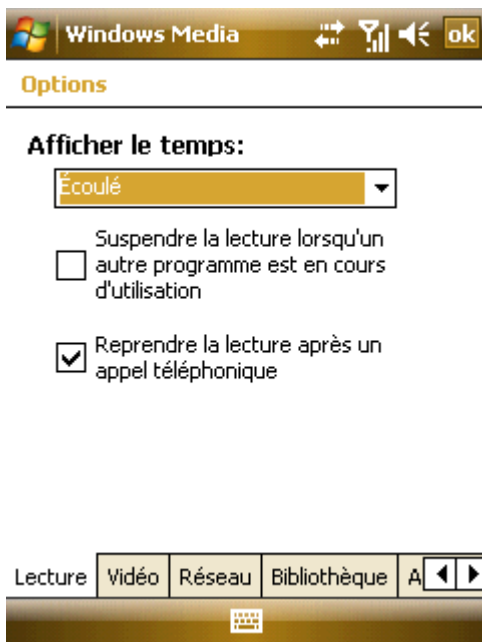 Windows Media ok
Options
Afficher le temps:
Écoulé
Suspendre la lecture lorsqu'un
autre programme est en cours
d'utilisation
Reprendre la lecture après un
appel téléphonique
Lecture Vidéo Réseau Bibliothèque A